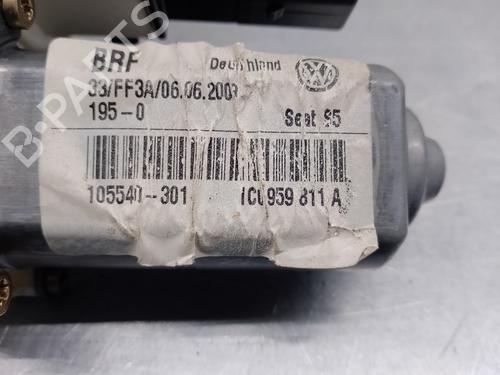 BRF Deutschland
33/FF3A/06.06.200
195-0 Seat 95
105540-301 1C0 959 811 A
B-PARTS